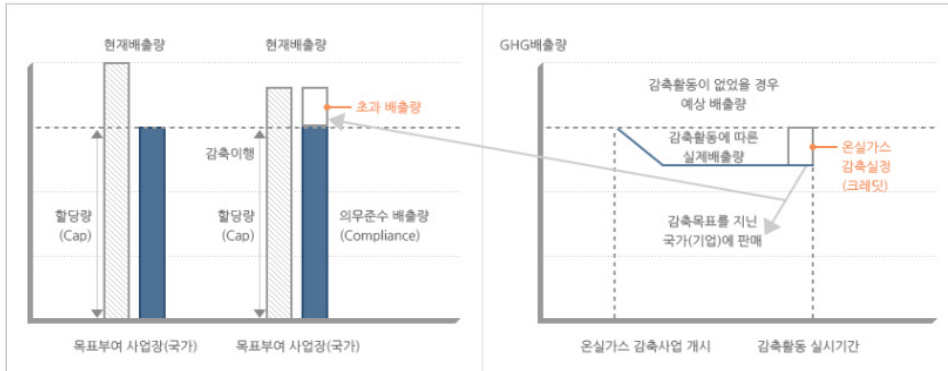 현재배출량
현재배출량
초과 배출량
감축이행
할당량
(Cap)
할당량
(Cap)
의무준수 배출량
(Compliance)
목표부여 사업장(국가)
목표부여 사업장(국가)
GHG배출량
감축활동이 없었을 경우
예상 배출량
감축활동에 따른
실제배출량
온실가스
감축실정
(크레딧)
감축목표를 지닌
국가(기업)에 판매
온실가스 감축사업 개시
감축활동 실시기간